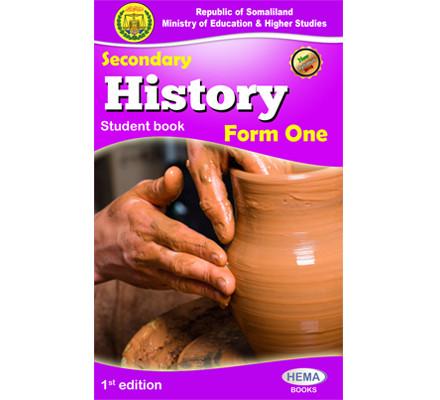 Republic of Somaliland
Ministry of Education & Higher Studies
Secondary
History
Student book
Form One
1st edition
HEMA
BOOKS